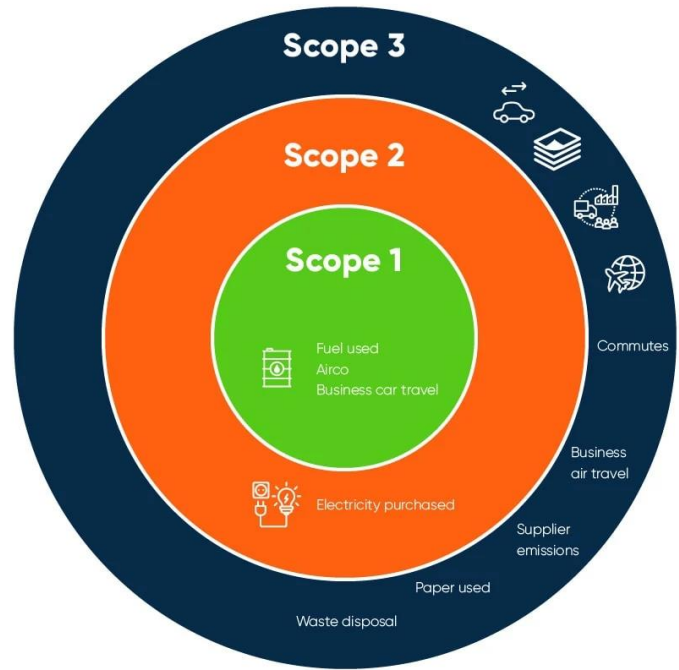 Scope 3
Scope 2
Scope 1
Fuel used
Airco
Business car travel
Commutes
Business
air travel
Electricity purchased
Supplier
emissions
Paper used
Waste disposal